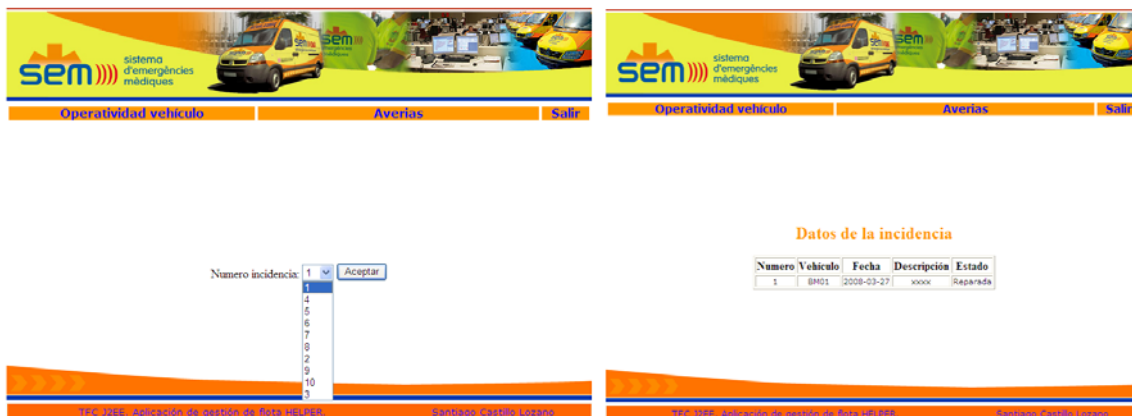 sem
sistema
d'emergències
mèdiques
Operatividad vehículo Averias Salir
Numero incidencia: 1 Aceptar
1
4
5
6
7
8
2
9
10
3
TFC J2EE. Aplicación de gestión de flota HELPER. Santiago Castillo Lozano
sem
sistema
d'emergències
mèdiques
Operatividad vehículo Averias Salir
Datos de la incidencia
Numero Vehículo Fecha Descripción Estado
1 BM01 2008-03-27 xxxx Reparada
TFC J2EE. Aplicación de gestión de flota HELPER. Santiago Castillo Lozano